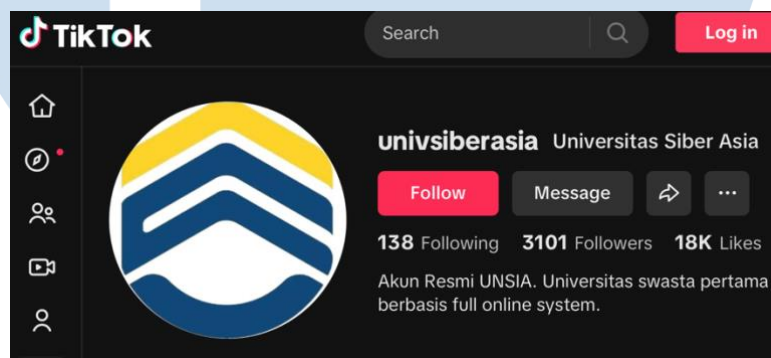 TikTok
Search
Log in
univsiberasia Universitas Siber Asia
Follow
Message
138 Following 3101 Followers 18K Likes
Akun Resmi UNSIA. Universitas swasta pertama
berbasis full online system.